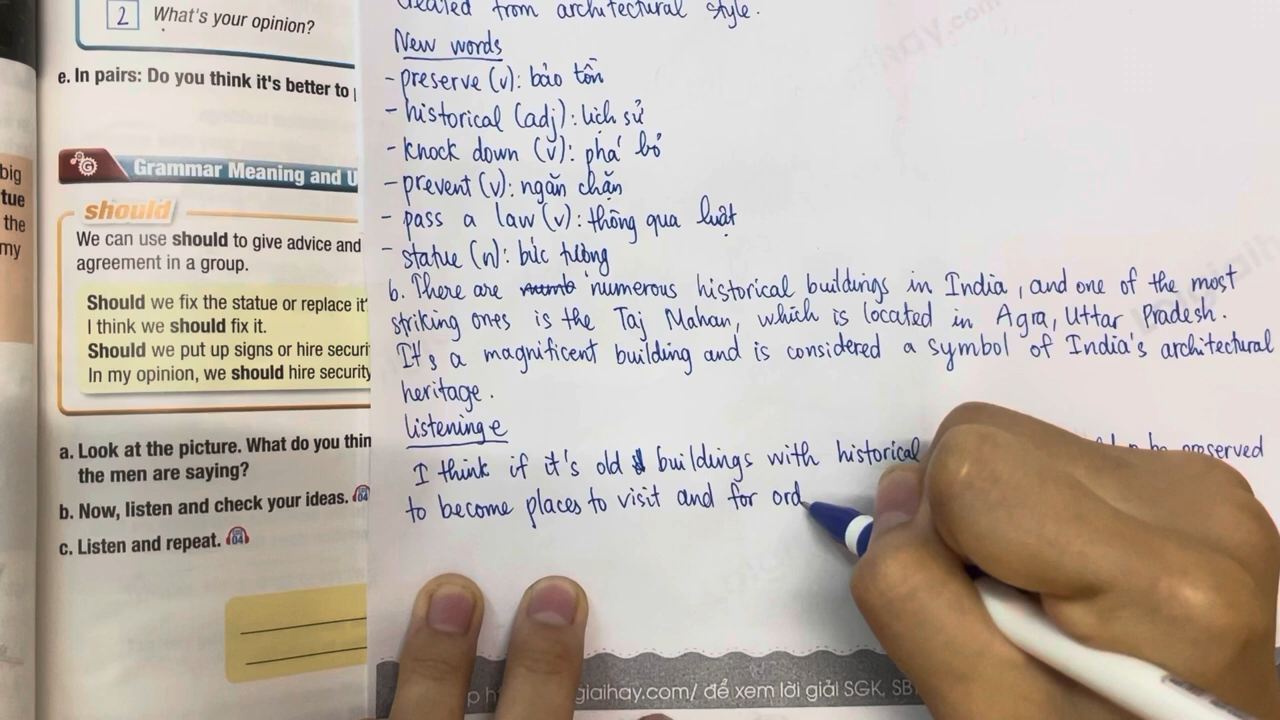 2 What's your opinion?
e. In pairs: Do you think it's better to
Grammar Meaning and U
should
We can use should to give advice and
agreement in a group.
Should we fix the statue or replace it
I think we should fix it.
Should we put up signs or hire securi
In my opinion, we should hire security
a. Look at the picture. What do you thin
the men are saying?
b. Now, listen and check your ideas.
c. Listen and repeat.
big
tue
the
my
created from architectural style.
New words
- preserve (v): bảo tồn
- historical (adj): lịch sử
- knock down (v): phá bỏ
- prevent (v): ngăn chặn
- pass a law (v): thông qua luật
- statue (n): bức tượng
b. There are numb numerous historical buildings in India, and one of the most
striking ones is the Taj Mahan, which is located in Agra, Uttar Pradesh.
It's a magnificent building and is considered a symbol of India's architectural
heritage.
Listening e
I think if it's old buildings with historical be preserved
to become places to visit and for ord
giaihay.com/ để xem lời giải SGK, SB